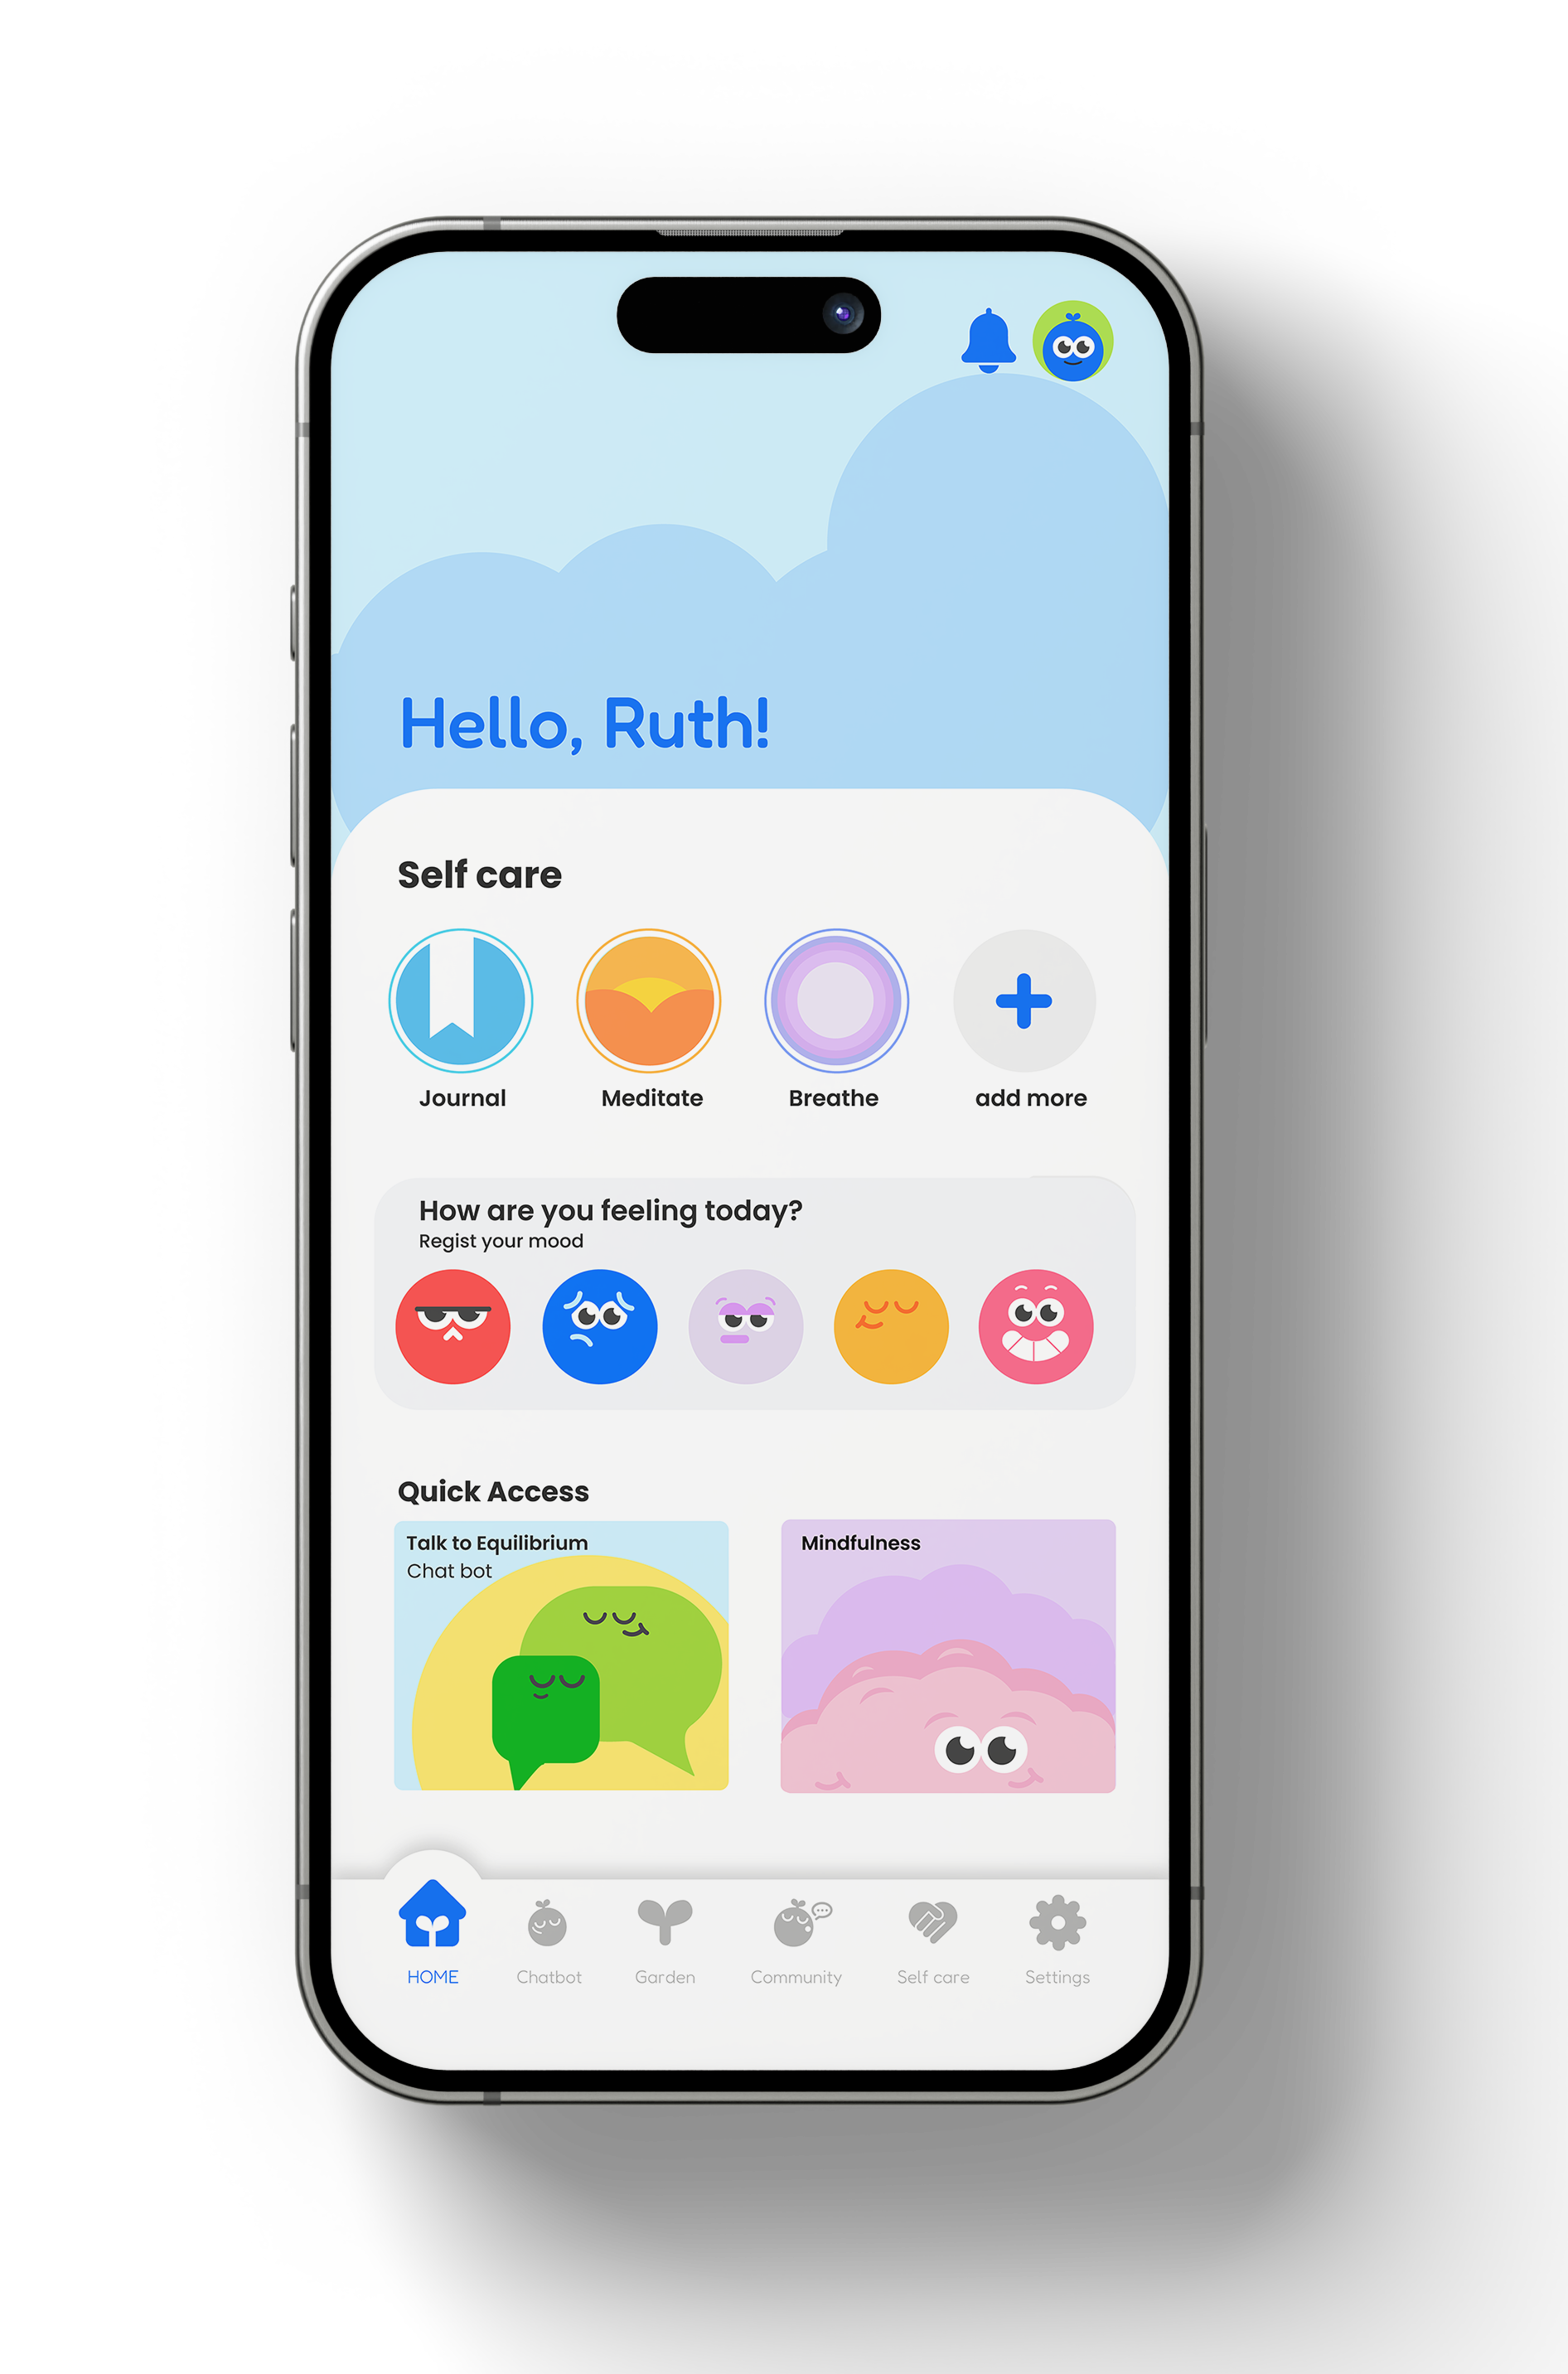 Hello, Ruth!
Self care
Journal
Meditate
Breathe
add more
How are you feeling today?
Regist your mood
Quick Access
Talk to Equilibrium
Chat bot
Mindfulness
HOME
Chatbot
Garden
Community
Self care
Settings